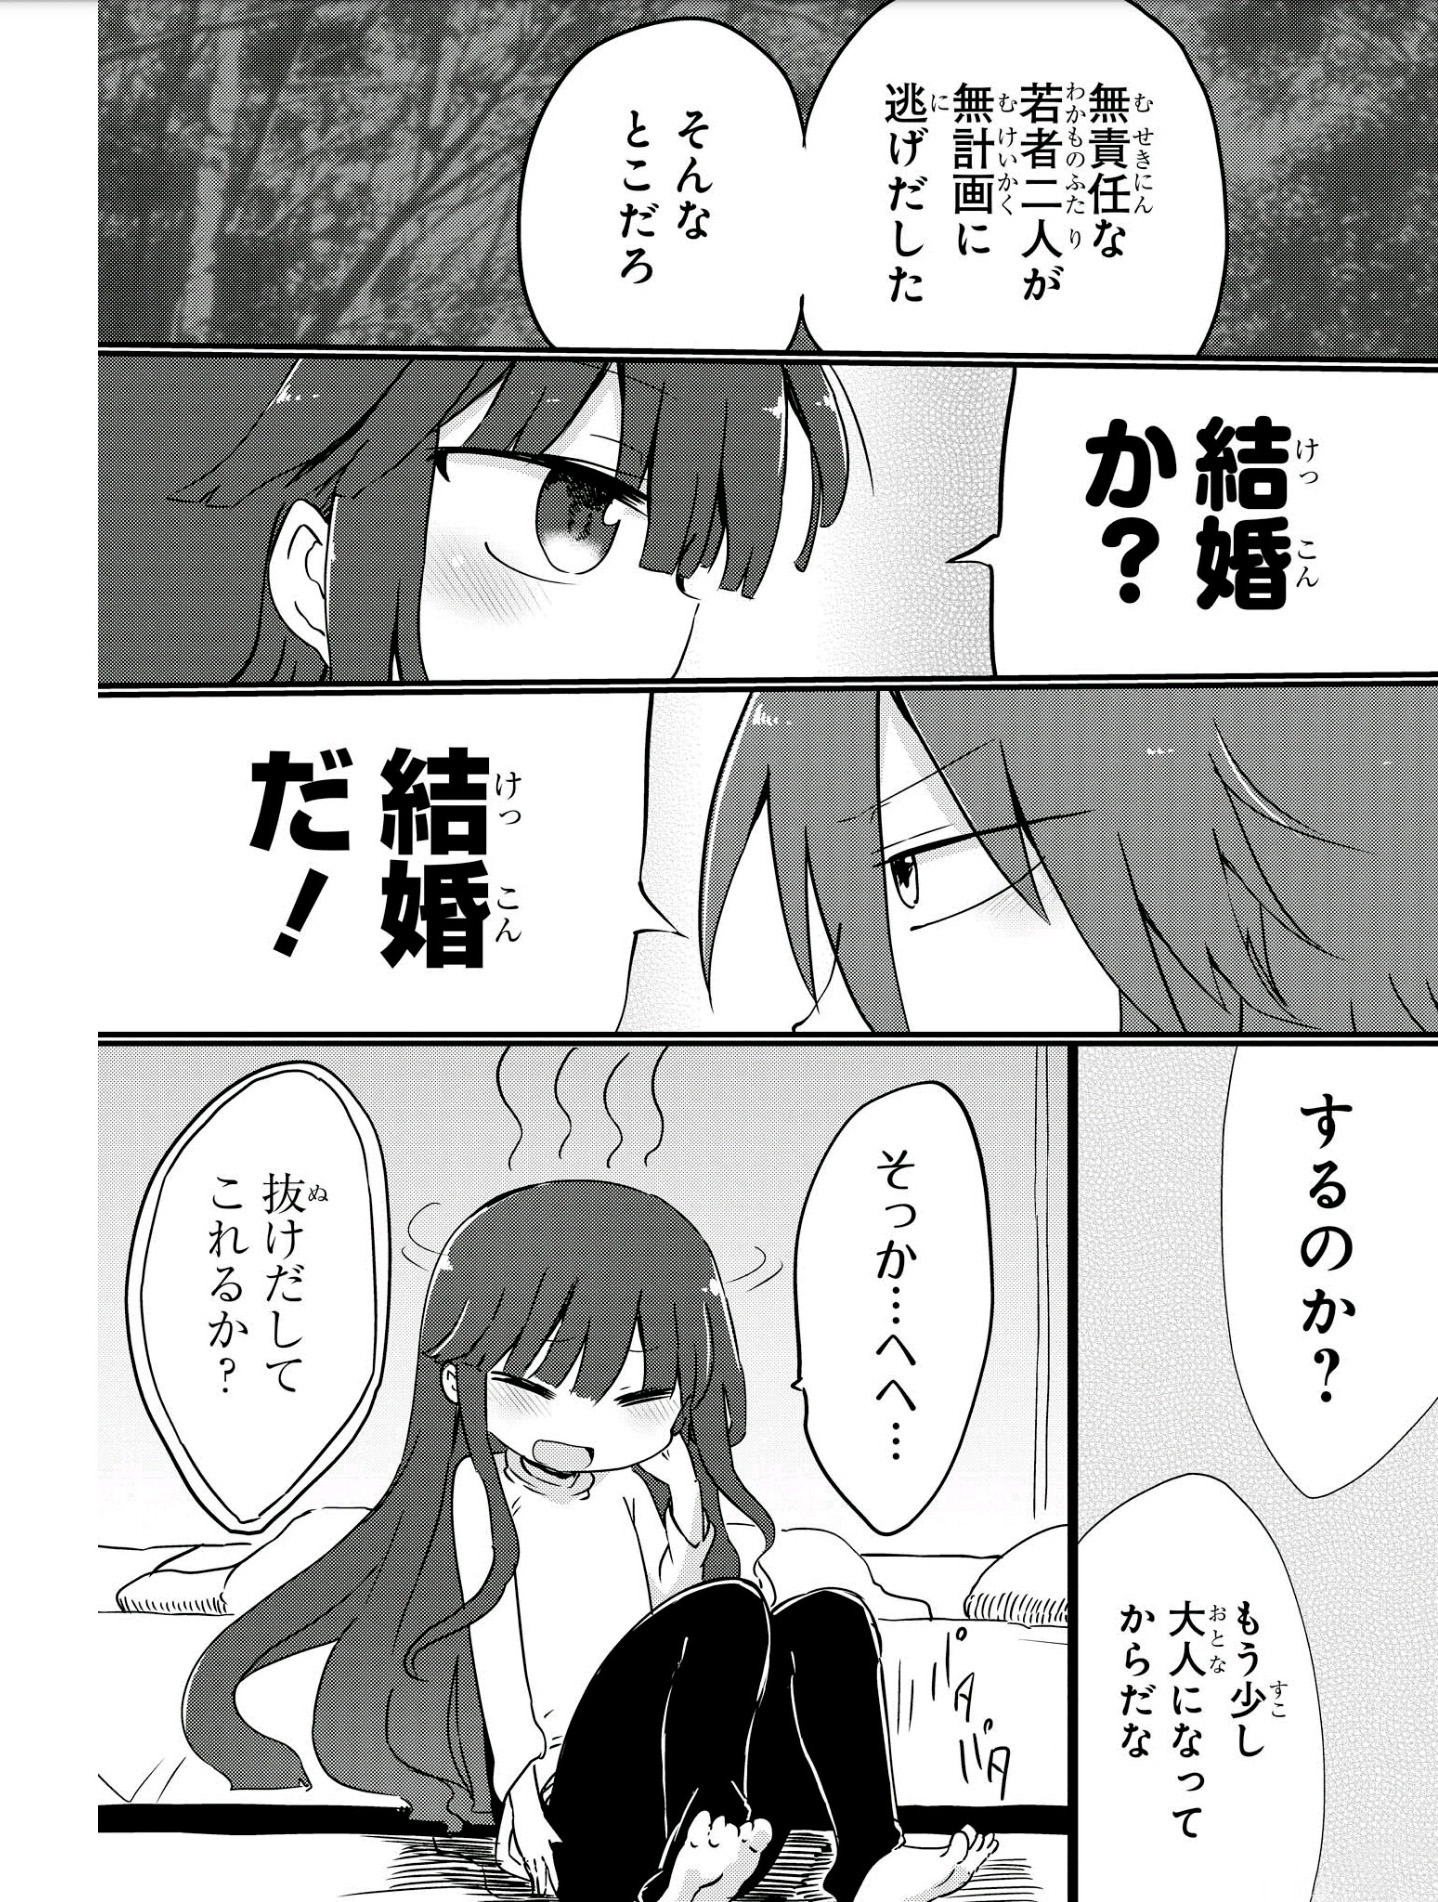 無責任な
若者二人が
無計画に
逃げだした
そんな
とこだろ
結婚
か?
結婚
だ!
するのか?
もう少し
大人になって
からだな
そっか…へへ…
パタ
パタ
抜けだして
これるか?